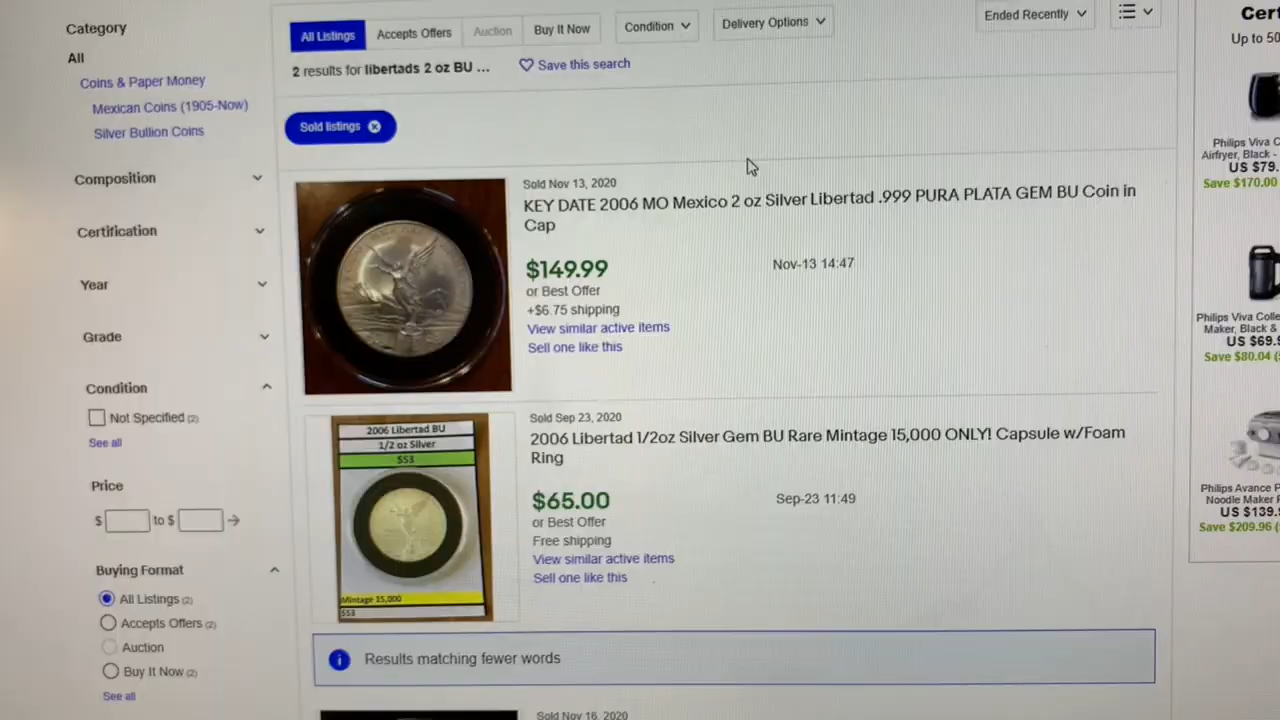 Category
All
Coins & Paper Money
Mexican Coins (1905-Now)
Silver Bullion Coins
Composition
Certification
Year
Grade
Condition
Not Specified (2)
See all
Price
$ to $
Buying Format
All Listings (2)
Accepts Offers (2)
Auction
Buy It Now (2)
See all
All Listings
Accepts Offers
Auction
Buy It Now
Condition
Delivery Options
Ended Recently
2 results for libertads 2 oz BU ...
Save this search
Sold listings
Sold Nov 13, 2020
KEY DATE 2006 MO Mexico 2 oz Silver Libertad .999 PURA PLATA GEM BU Coin in
Cap
$149.99
Nov-13 14:47
or Best Offer
+$6.75 shipping
View similar active items
Sell one like this
2006 Libertad BU
1/2 oz Silver
$53
Mintage 15,000
$53
Sold Sep 23, 2020
2006 Libertad 1/2oz Silver Gem BU Rare Mintage 15,000 ONLY! Capsule w/Foam
Ring
$65.00
Sep-23 11:49
or Best Offer
Free shipping
View similar active items
Sell one like this
Results matching fewer words
Sold Nov 16, 2020
Cert
Up to 50
Philips Viva C
Airfryer, Black -
US $79.
Save $170.00
Philips Viva Colle
Maker, Black &
US $69.9
Save $80.04 (
Philips Avance P
Noodle Maker
US $139.
Save $209.96 (